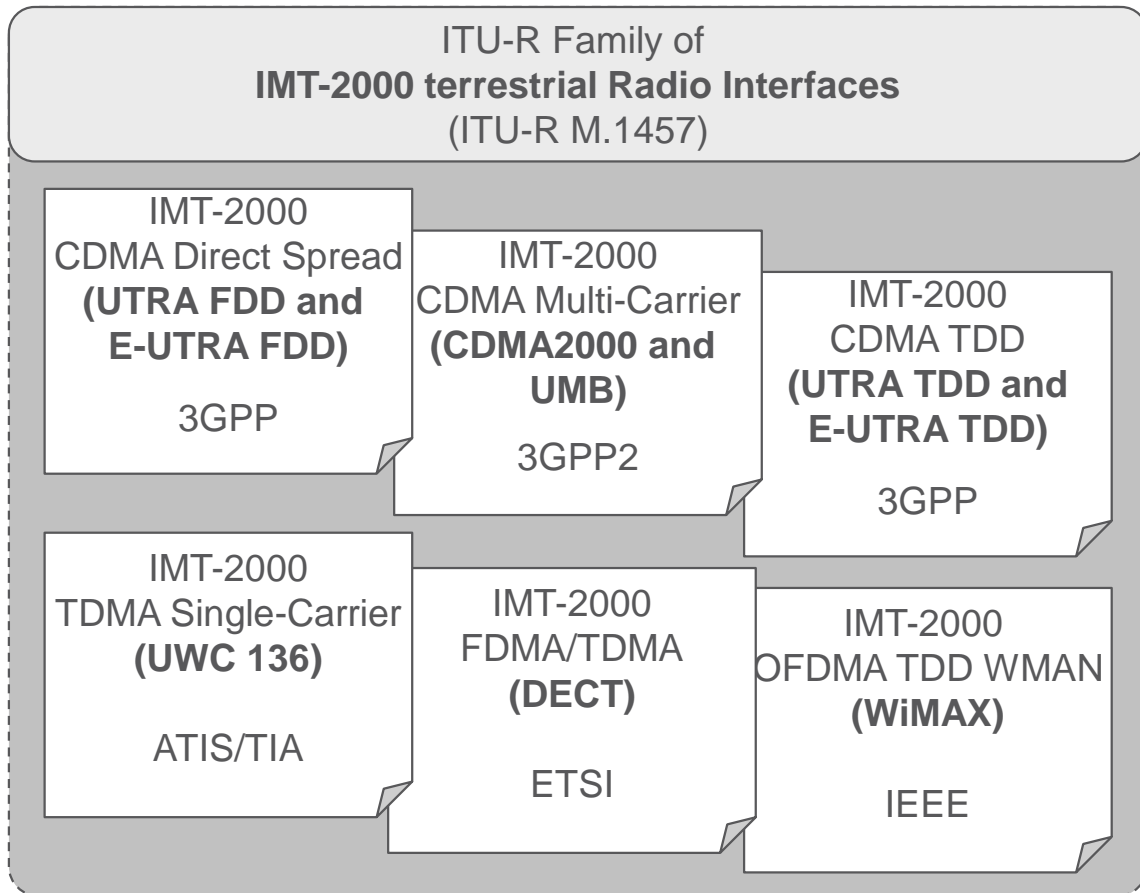 ITU-R Family of
IMT-2000 terrestrial Radio Interfaces
(ITU-R M.1457)
IMT-2000
CDMA Direct Spread
(UTRA FDD and
E-UTRA FDD)
3GPP
IMT-2000
CDMA Multi-Carrier
(CDMA2000 and
UMB)
3GPP2
IMT-2000
CDMA TDD
(UTRA TDD and
E-UTRA TDD)
3GPP
IMT-2000
TDMA Single-Carrier
(UWC 136)
ATIS/TIA
IMT-2000
FDMA/TDMA
(DECT)
ETSI
IMT-2000
OFDMA TDD WMAN
(WiMAX)
IEEE